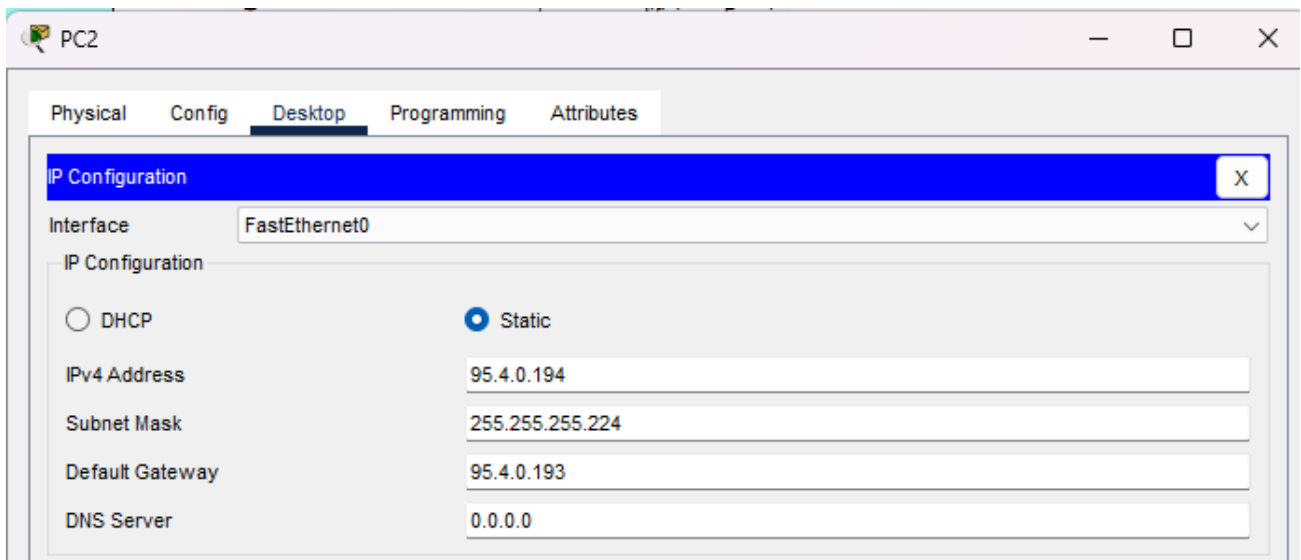 PC2
Physical Config Desktop Programming Attributes
IP Configuration X
Interface FastEthernet0
IP Configuration
DHCP Static
IPv4 Address 95.4.0.194
Subnet Mask 255.255.255.224
Default Gateway 95.4.0.193
DNS Server 0.0.0.0